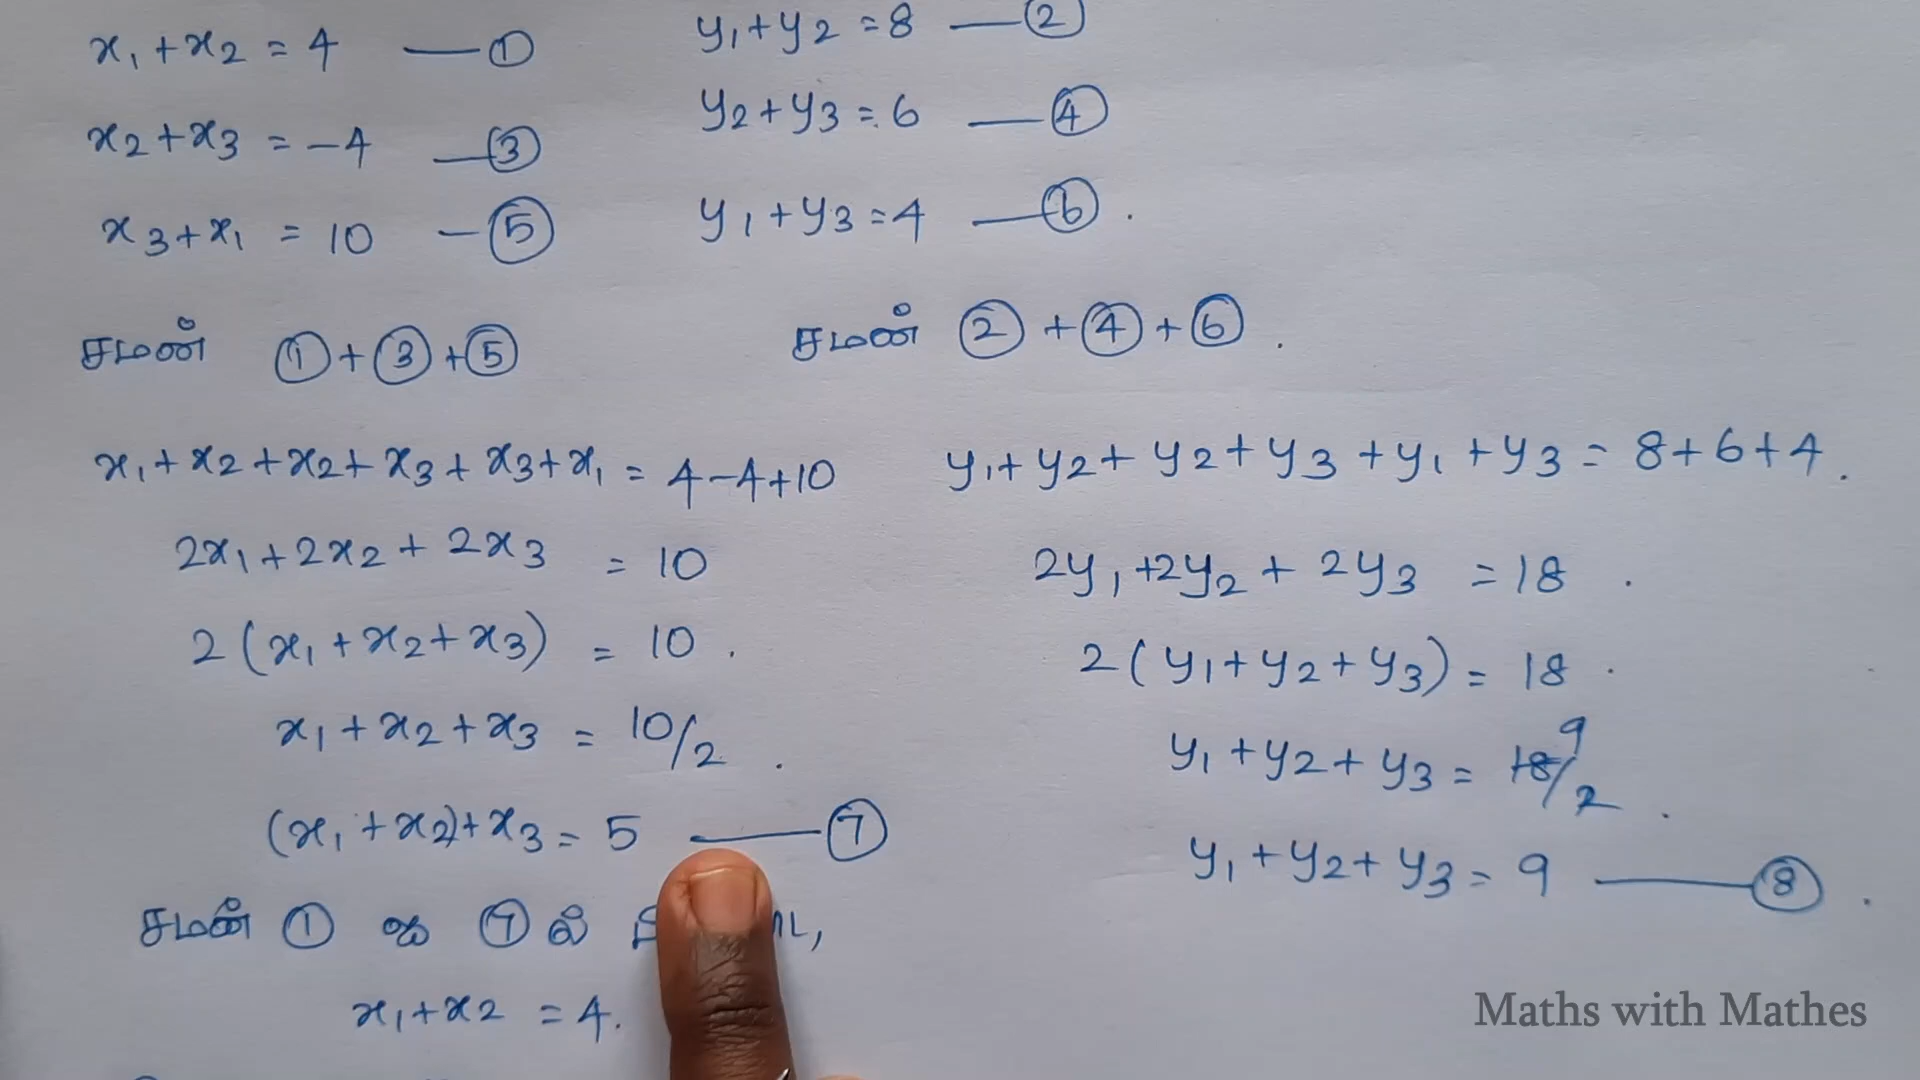 x₁+x₂ = 4 —①
y₁+y₂ = 8 —②
x₂+x₃ = -4 —③
y₂+y₃ = 6 —④
x₃+x₁ = 10 —⑤
y₁+y₃ = 4 —⑥.
சமன் ①+③+⑤
சமன் ②+④+⑥.
x₁+x₂+x₂+x₃+x₃+x₁ = 4-4+10
y₁+y₂+y₂+y₃+y₁+y₃ = 8+6+4.
2x₁+2x₂+2x₃ = 10
2y₁+2y₂+2y₃ = 18.
2(x₁+x₂+x₃) = 10.
2(y₁+y₂+y₃) = 18.
x₁+x₂+x₃ = 10/2.
y₁+y₂+y₃ = 18/2 9.
(x₁+x₂)+x₃ = 5 —⑦
y₁+y₂+y₃ = 9 —⑧.
சமன் ① ஐ ⑦ ல்
x₁+x₂ = 4.
Maths with Mathes